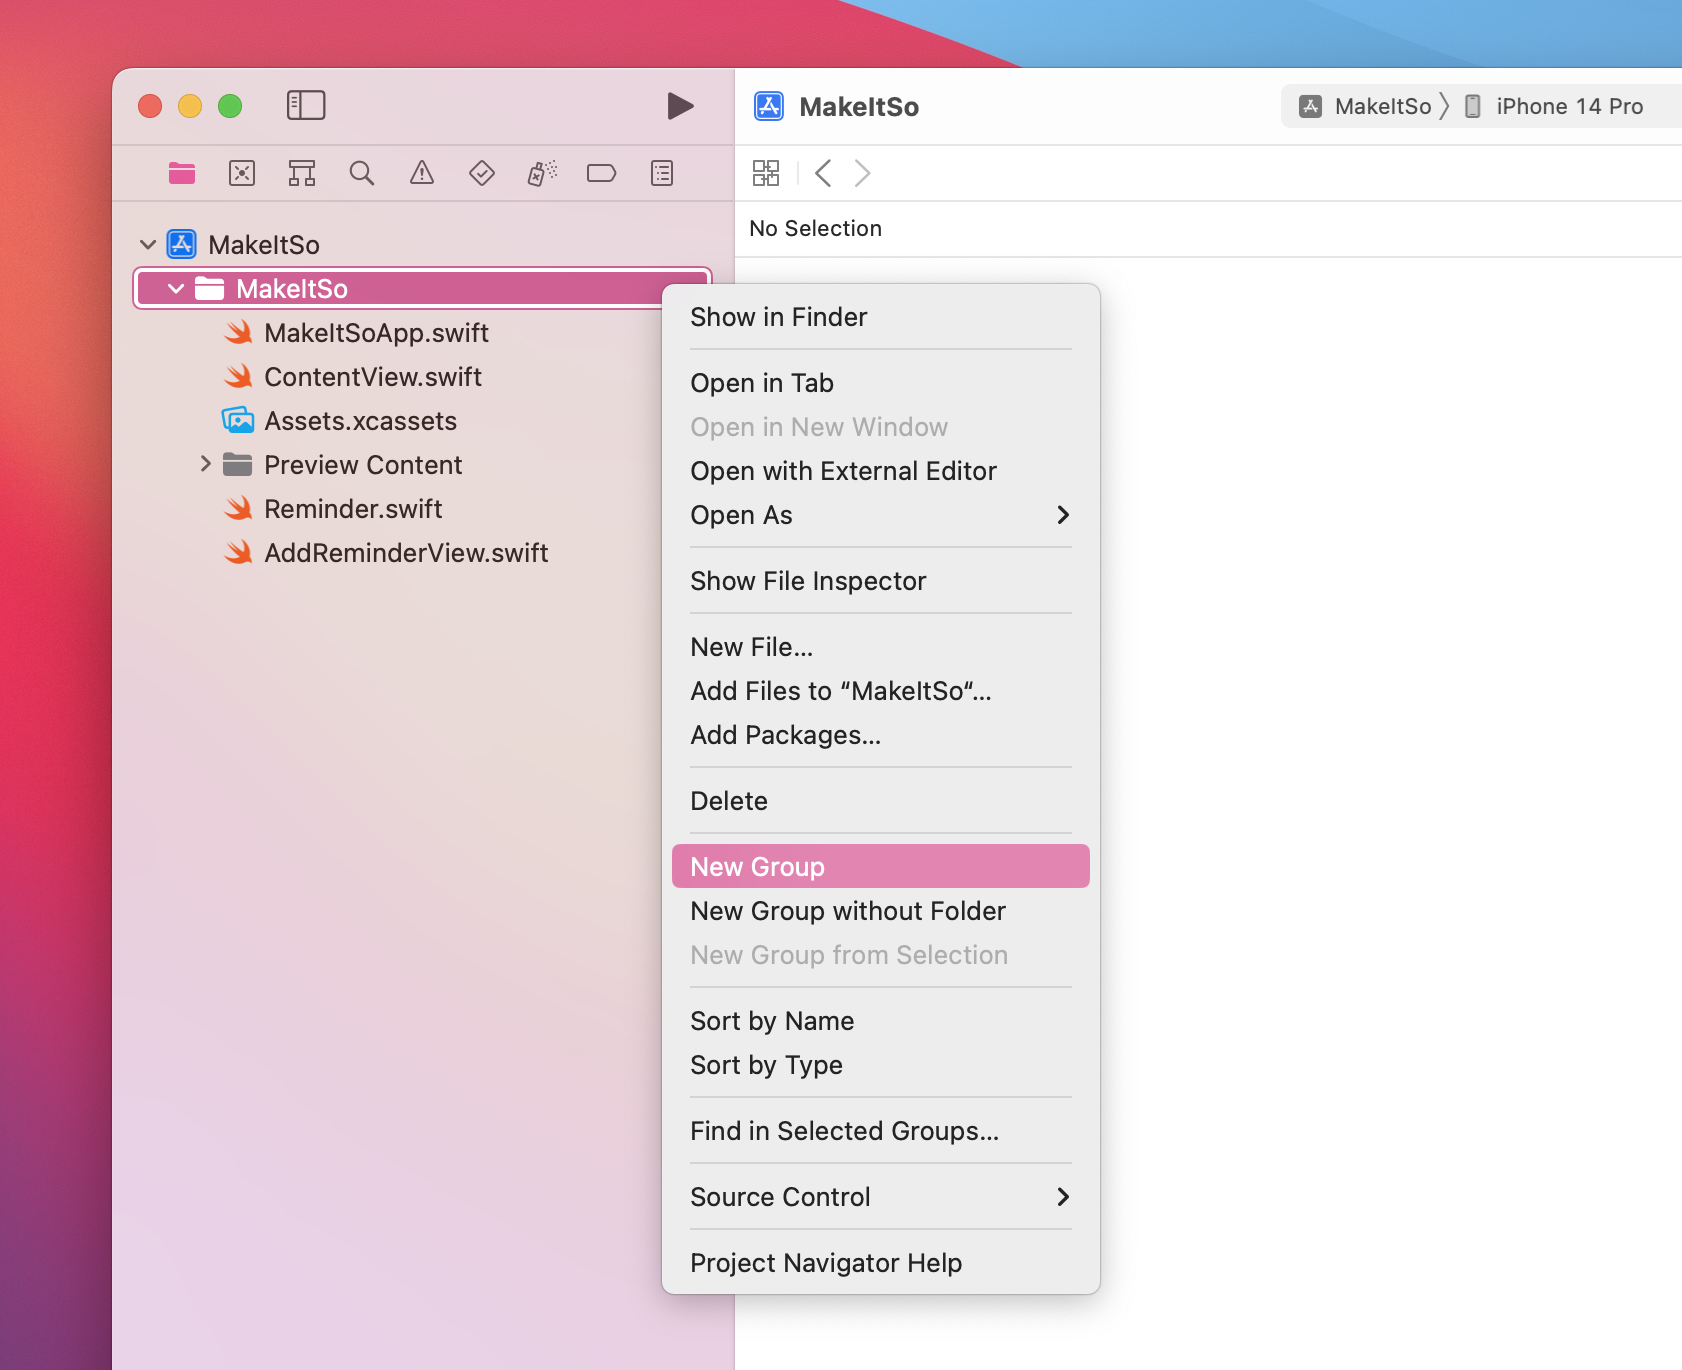 MakeItSo
MakeItSo
iPhone 14 Pro
No Selection
MakeItSo
MakeItSo
MakeItSoApp.swift
ContentView.swift
Assets.xcassets
Preview Content
Reminder.swift
AddReminderView.swift
Show in Finder
Open in Tab
Open in New Window
Open with External Editor
Open As
Show File Inspector
New File...
Add Files to “MakeItSo“...
Add Packages...
Delete
New Group
New Group without Folder
New Group from Selection
Sort by Name
Sort by Type
Find in Selected Groups...
Source Control
Project Navigator Help